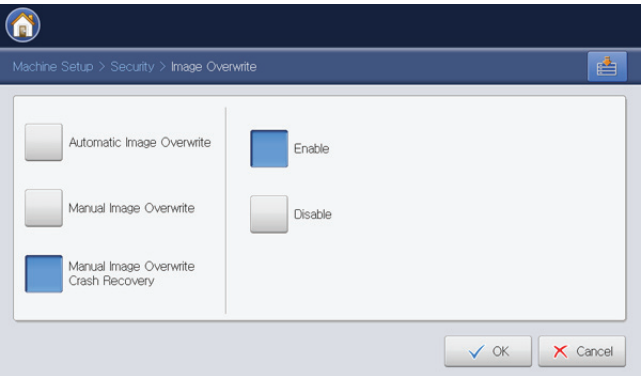 Machine Setup > Security > Image Overwrite
Automatic Image Overwrite
Manual Image Overwrite
Manual Image Overwrite
Crash Recovery
Enable
Disable
OK
Cancel